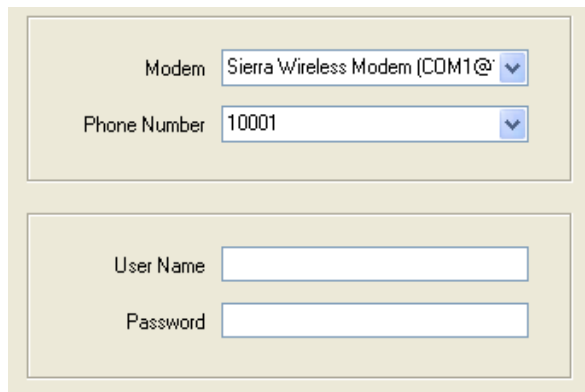 Modem Sierra Wireless Modem (COM1@
Phone Number 10001
User Name
Password